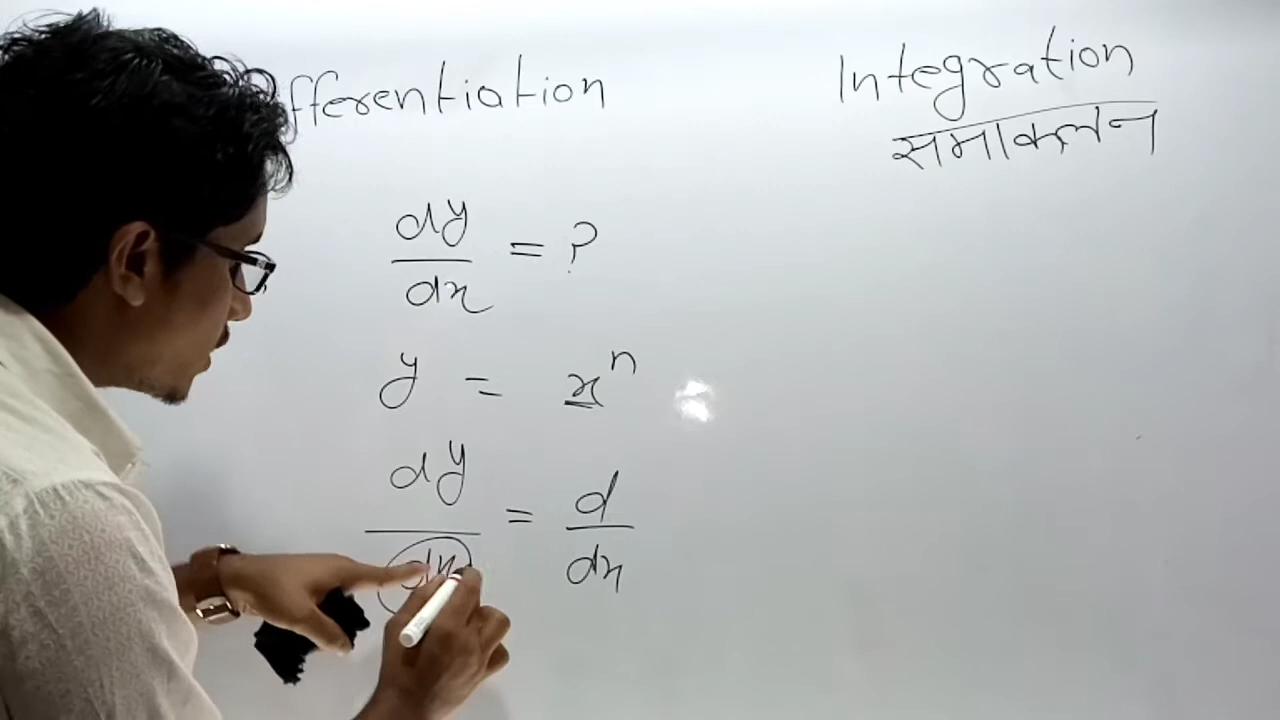 fferentiation
Integration
समाकलन
dy/dx = ?
y = x^n
dy/dx = d/dx